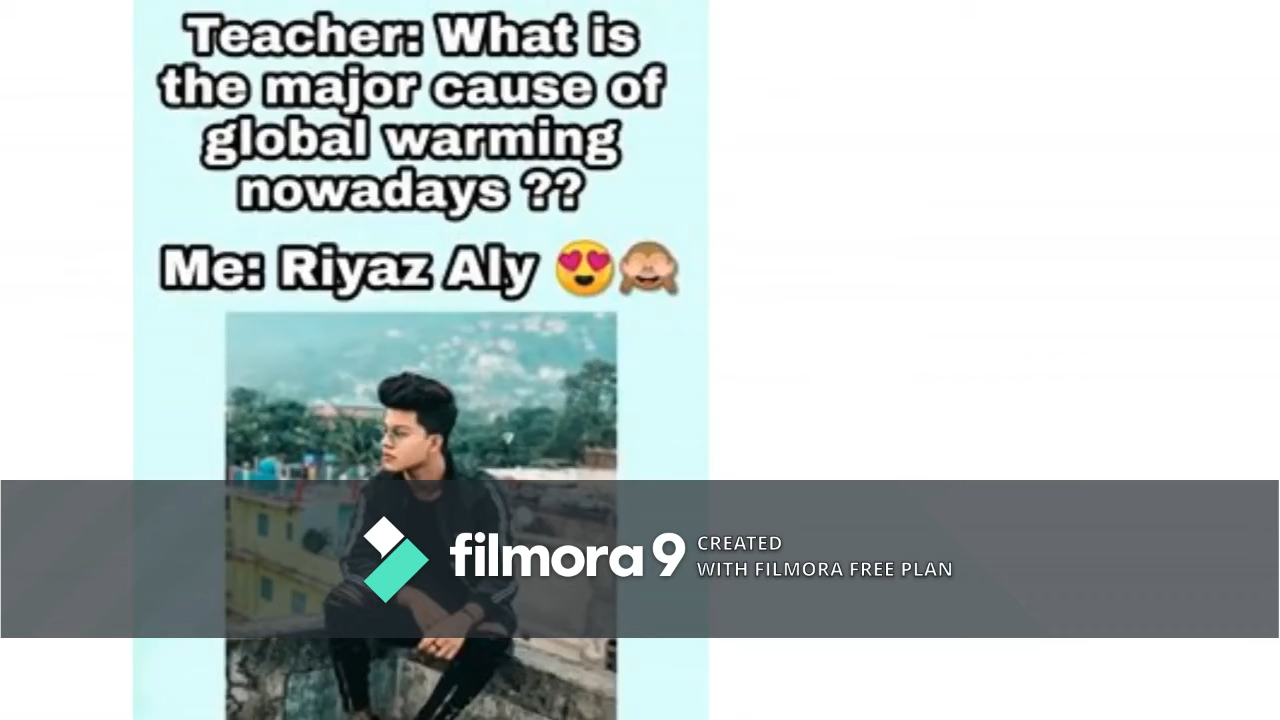 Teacher: What is
the major cause of
global warming
nowadays ??
Me: Riyaz Aly 😍🙈
filmora9
CREATED
WITH FILMORA FREE PLAN